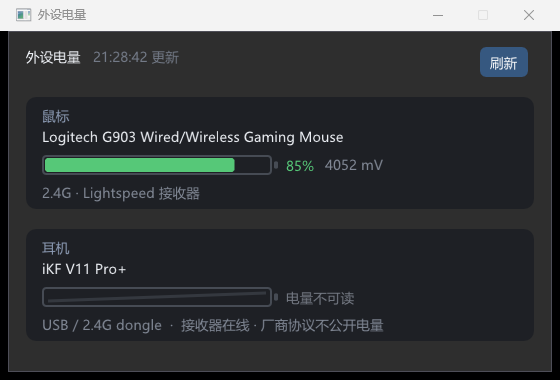 外设电量
外设电量 21:28:42 更新
刷新
鼠标
Logitech G903 Wired/Wireless Gaming Mouse
85% 4052 mV
2.4G · Lightspeed 接收器
耳机
iKF V11 Pro+
电量不可读
USB / 2.4G dongle · 接收器在线 · 厂商协议不公开电量